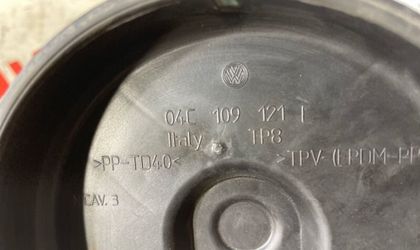 04C 109 121
Italy TP8
>PP-TD40< >TPV-(EPDM-PP
CAV. 3